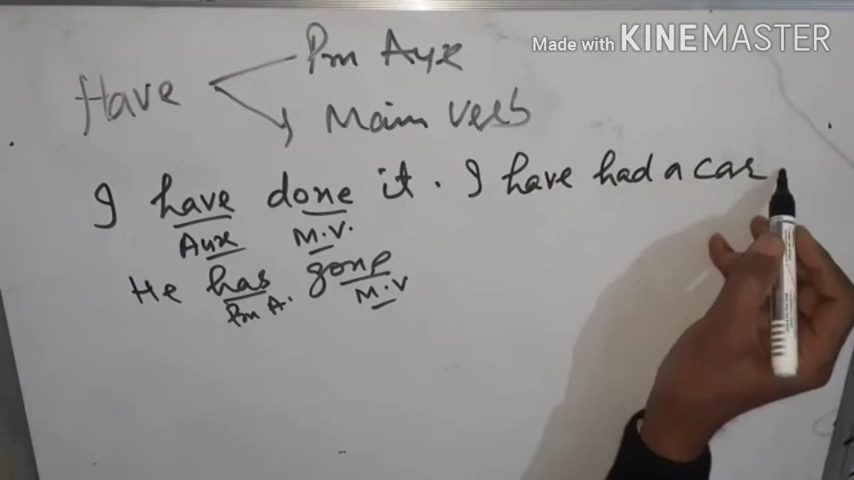 Made with KINEMASTER
Have Pm Aux
Main verb
I have done it. I have had a car
Aux M.V.
He has gone
Pm A. M.V